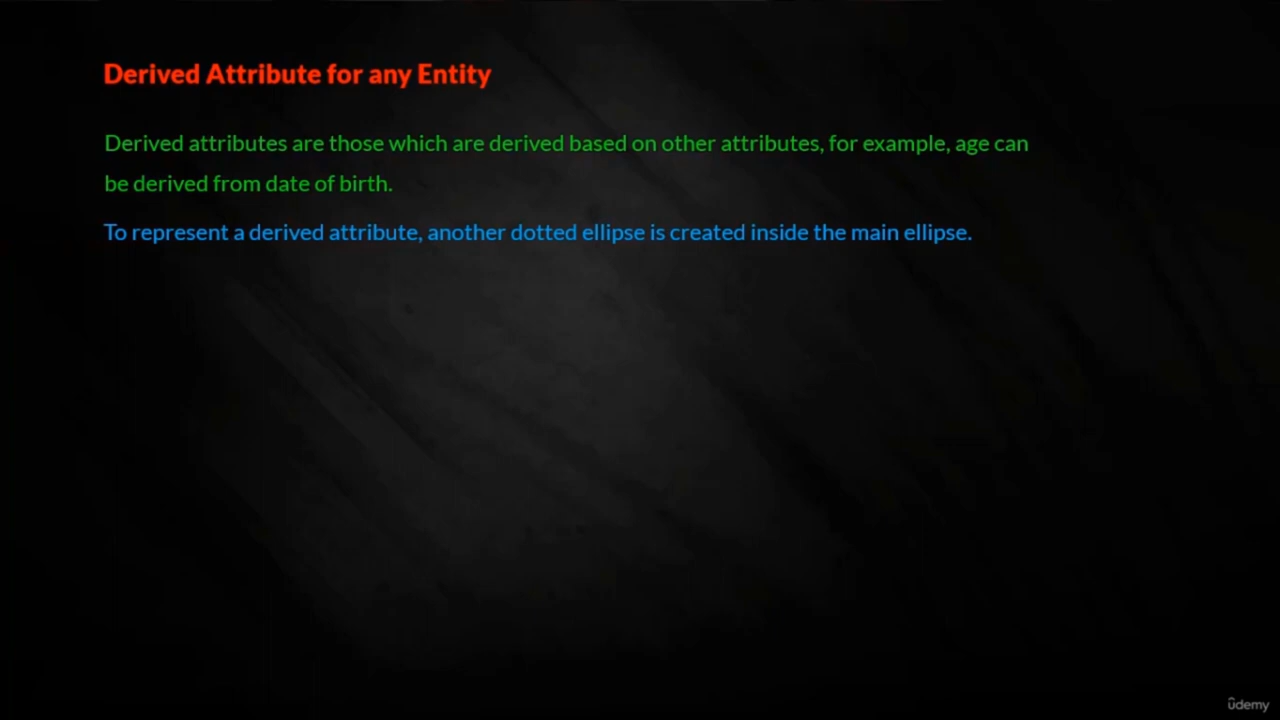 Derived Attribute for any Entity
Derived attributes are those which are derived based on other attributes, for example, age can
be derived from date of birth.
To represent a derived attribute, another dotted ellipse is created inside the main ellipse.
ûdemy